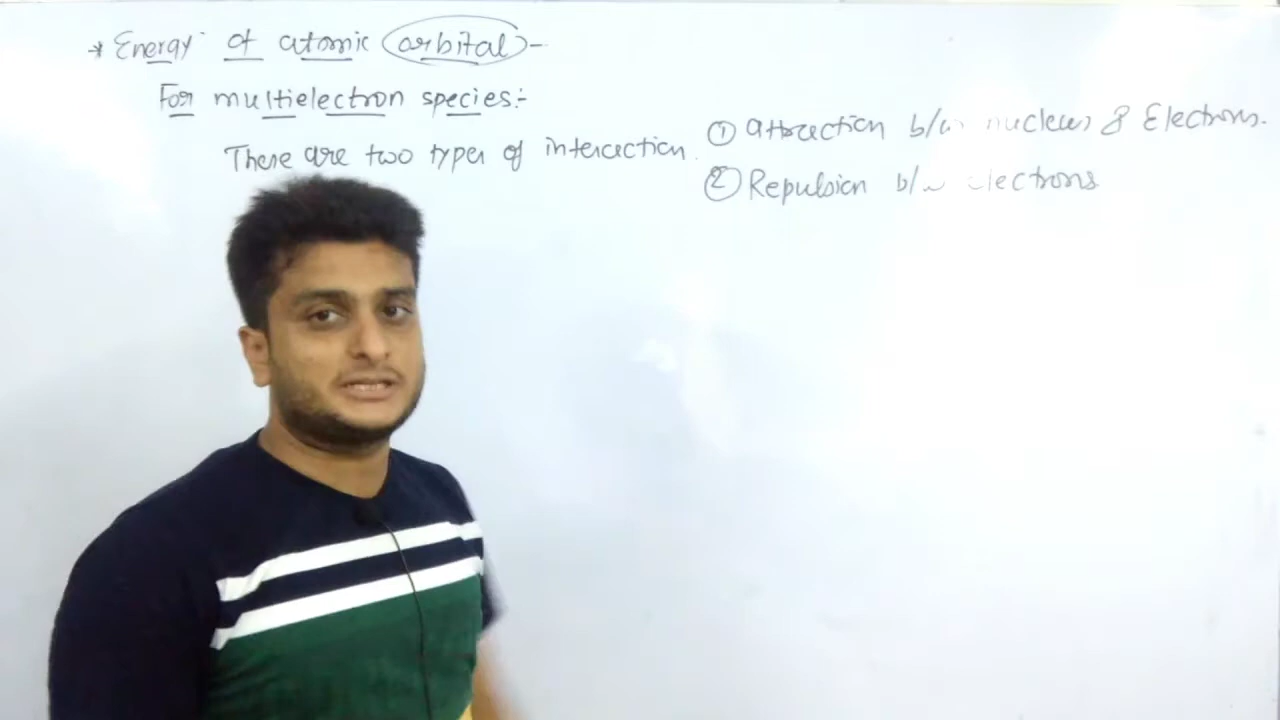 * Energy of atomic orbital :-
For multielectron species :-
There are two types of interaction.
① Attraction b/w nucleus & Electrons.
② Repulsion b/w electrons